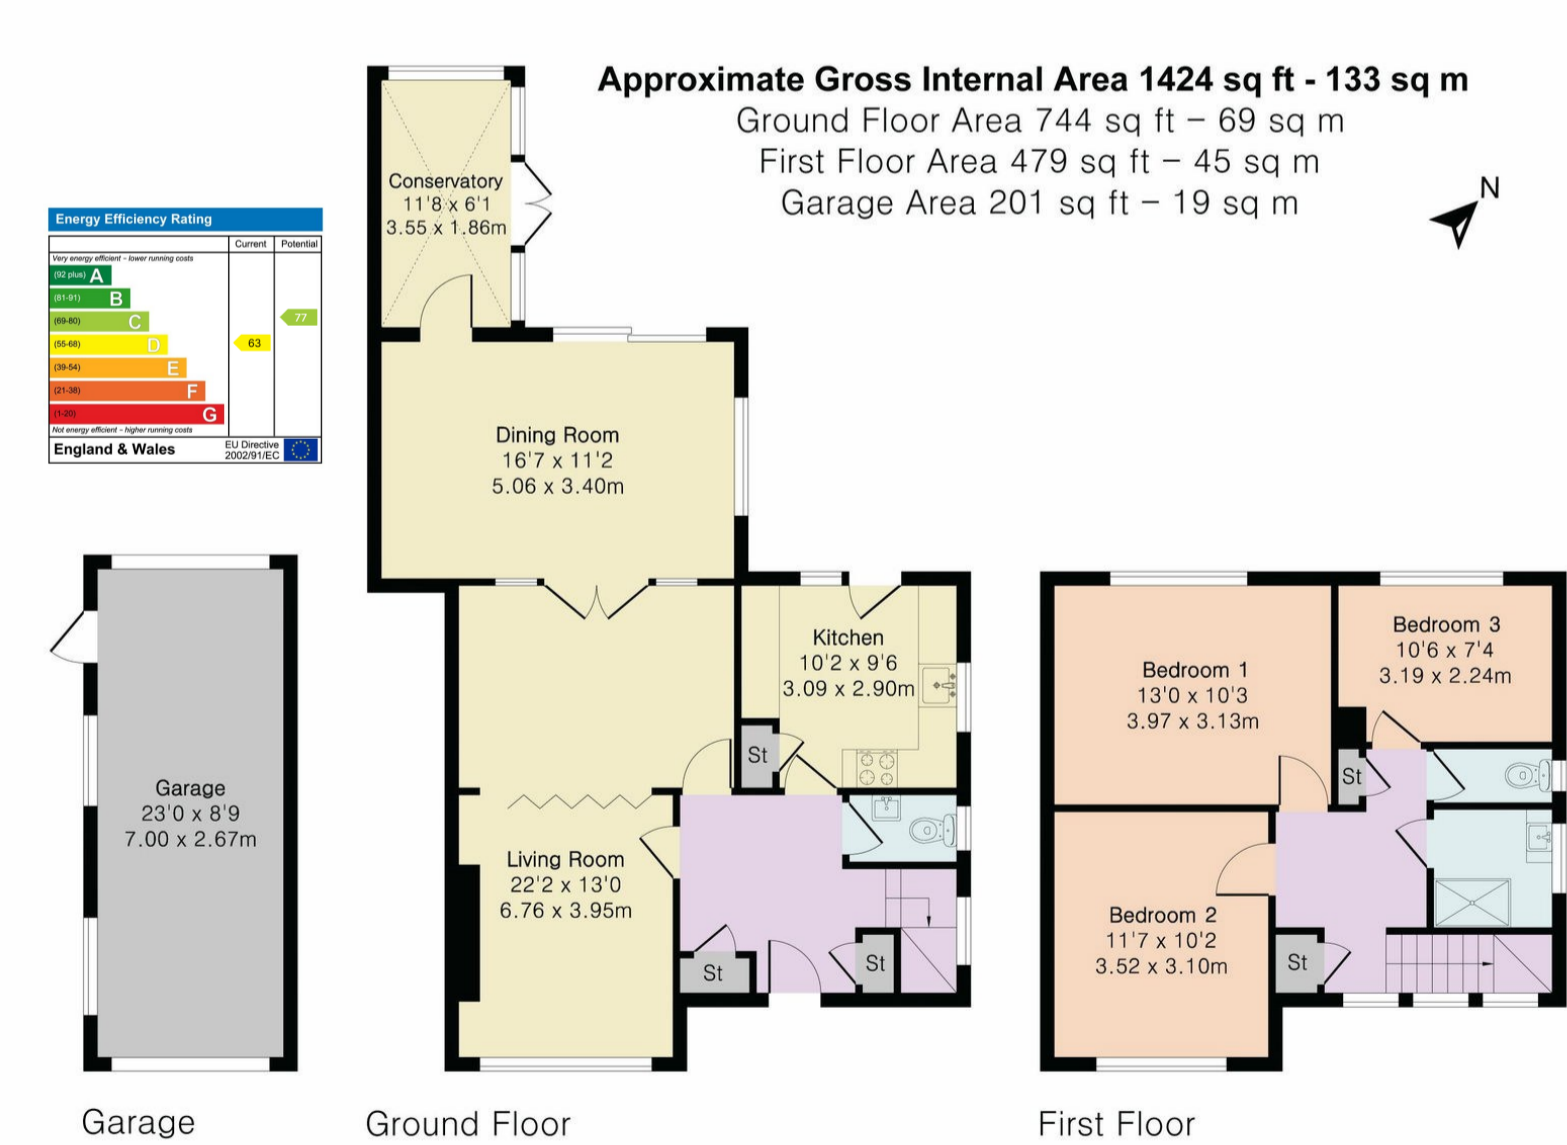 Approximate Gross Internal Area 1424 sq ft - 133 sq m
Ground Floor Area 744 sq ft – 69 sq m
First Floor Area 479 sq ft – 45 sq m
Garage Area 201 sq ft – 19 sq m
N
Conservatory
11'8 x 6'1
3.55 x 1.86m
Energy Efficiency Rating
Current Potential
Very energy efficient – lower running costs
(92 plus) A
(81-91) B
(69-80) C
77
(55-68) D
63
(39-54) E
(21-38) F
(1-20) G
Not energy efficient – higher running costs
England & Wales
EU Directive
2002/91/EC
Dining Room
16'7 x 11'2
5.06 x 3.40m
Kitchen
10'2 x 9'6
3.09 x 2.90m
St
Living Room
22'2 x 13'0
6.76 x 3.95m
St
St
Garage
23'0 x 8'9
7.00 x 2.67m
Bedroom 1
13'0 x 10'3
3.97 x 3.13m
Bedroom 3
10'6 x 7'4
3.19 x 2.24m
St
Bedroom 2
11'7 x 10'2
3.52 x 3.10m
St
Garage
Ground Floor
First Floor